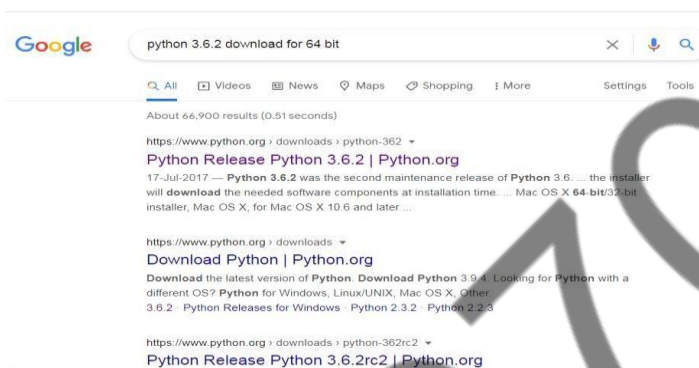 Google
python 3.6.2 download for 64 bit
All Videos News Maps Shopping More Settings Tools
About 66,900 results (0.51 seconds)
https://www.python.org › downloads › python-362
Python Release Python 3.6.2 | Python.org
17-Jul-2017 — Python 3.6.2 was the second maintenance release of Python 3.6. ... the installer
will download the needed software components at installation time. ... Mac OS X 64-bit/32-bit
installer, Mac OS X, for Mac OS X 10.6 and later ...
https://www.python.org › downloads
Download Python | Python.org
Download the latest version of Python. Download Python 3.9.4. Looking for Python with a
different OS? Python for Windows, Linux/UNIX, Mac OS X, Other.
3.6.2 · Python Releases for Windows · Python 2.3.2 · Python 2.2.3
https://www.python.org › downloads › python-362rc2
Python Release Python 3.6.2rc2 | Python.org